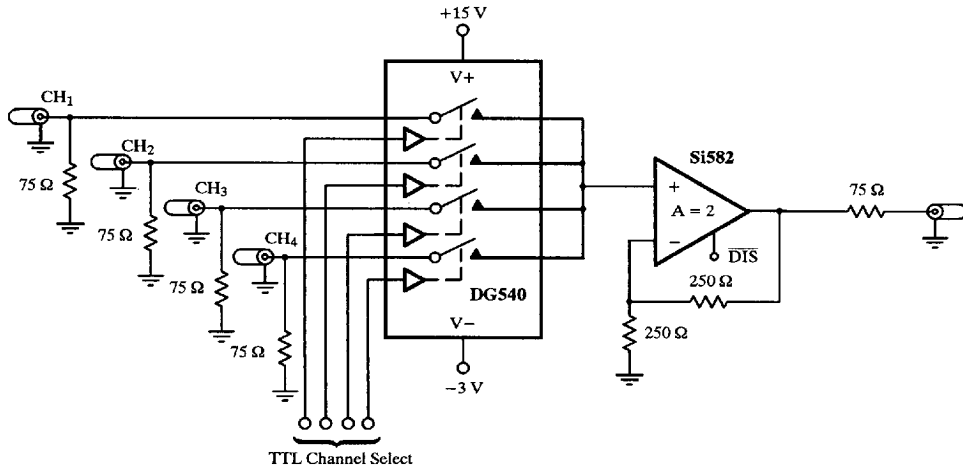 +15 V
V+
CH1
75 Ω
CH2
75 Ω
CH3
75 Ω
CH4
75 Ω
DG540
V−
−3 V
TTL Channel Select
Si582
+
A = 2
−
DIS
75 Ω
250 Ω
250 Ω